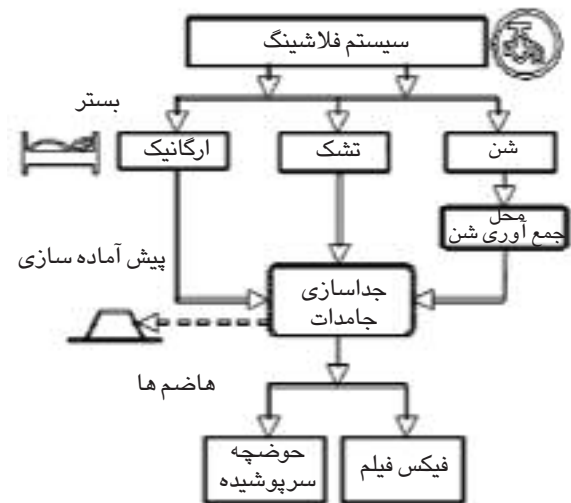 سیستم فلاشینگ
بستر
شن
تشک
ارگانیک
محل
جمع آوری شن
پیش آماده سازی
جداسازی
جامدات
هاضم ها
فیکس فیلم
حوضچه
سرپوشیده